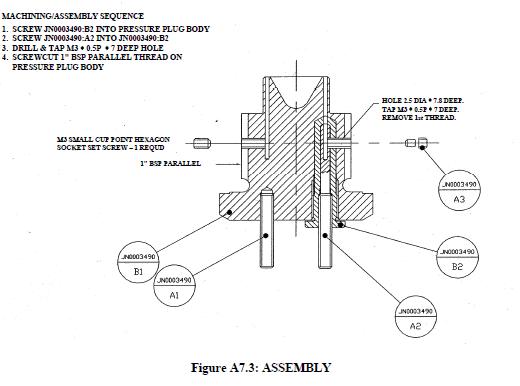 MACHINING/ASSEMBLY SEQUENCE
1. SCREW JN0003490:B2 INTO PRESSURE PLUG BODY
2. SCREW JN0003490:A2 INTO JN0003490:B2
3. DRILL & TAP M3 * 0.5P * 7 DEEP HOLE
4. SCREWCUT 1" BSP PARALLEL THREAD ON
PRESSURE PLUG BODY
HOLE 2.5 DIA * 7.8 DEEP.
TAP M3 * 0.5P * 7 DEEP.
REMOVE 1st THREAD.
M3 SMALL CUP POINT HEXAGON
SOCKET SET SCREW – 1 REQUD
1" BSP PARALLEL
JN0003490
A3
JN0003490
B1
JN0003490
A1
JN0003490
B2
JN0003490
A2
Figure A7.3: ASSEMBLY